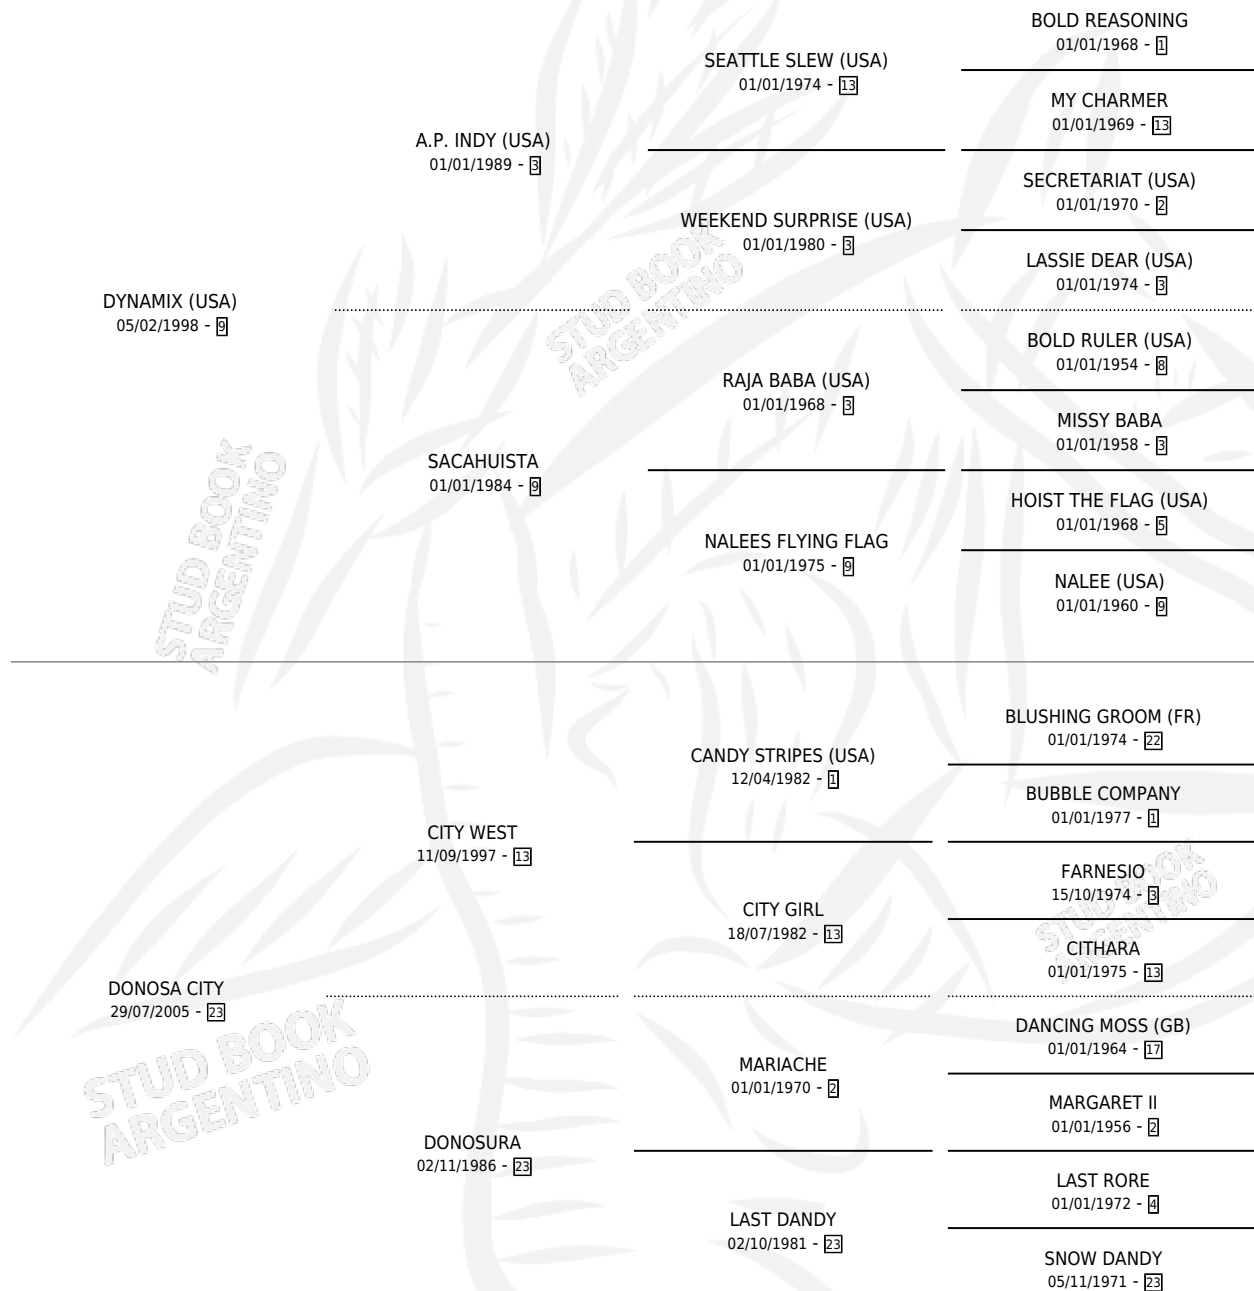 BOLD REASONING
01/01/1968 - 1
SEATTLE SLEW (USA)
01/01/1974 - 13
MY CHARMER
01/01/1969 - 13
A.P. INDY (USA)
01/01/1989 - 3
SECRETARIAT (USA)
01/01/1970 - 2
WEEKEND SURPRISE (USA)
01/01/1980 - 3
LASSIE DEAR (USA)
01/01/1974 - 3
DYNAMIX (USA)
05/02/1998 - 9
BOLD RULER (USA)
01/01/1954 - 8
RAJA BABA (USA)
01/01/1968 - 3
MISSY BABA
01/01/1958 - 3
SACAHUISTA
01/01/1984 - 9
HOIST THE FLAG (USA)
01/01/1968 - 5
NALEES FLYING FLAG
01/01/1975 - 9
NALEE (USA)
01/01/1960 - 9
BLUSHING GROOM (FR)
01/01/1974 - 22
CANDY STRIPES (USA)
12/04/1982 - 1
BUBBLE COMPANY
01/01/1977 - 1
CITY WEST
11/09/1997 - 13
FARNESIO
15/10/1974 - 3
CITY GIRL
18/07/1982 - 13
CITHARA
01/01/1975 - 13
DONOSA CITY
29/07/2005 - 23
DANCING MOSS (GB)
01/01/1964 - 17
MARIACHE
01/01/1970 - 2
MARGARET II
01/01/1956 - 2
DONOSURA
02/11/1986 - 23
LAST RORE
01/01/1972 - 4
LAST DANDY
02/10/1981 - 23
SNOW DANDY
05/11/1971 - 23
STUD BOOK
ARGENTINO
STUD BOOK
ARGENTINO
STUD BOOK
ARGENTINO
STUD BOOK
ARGENTINO